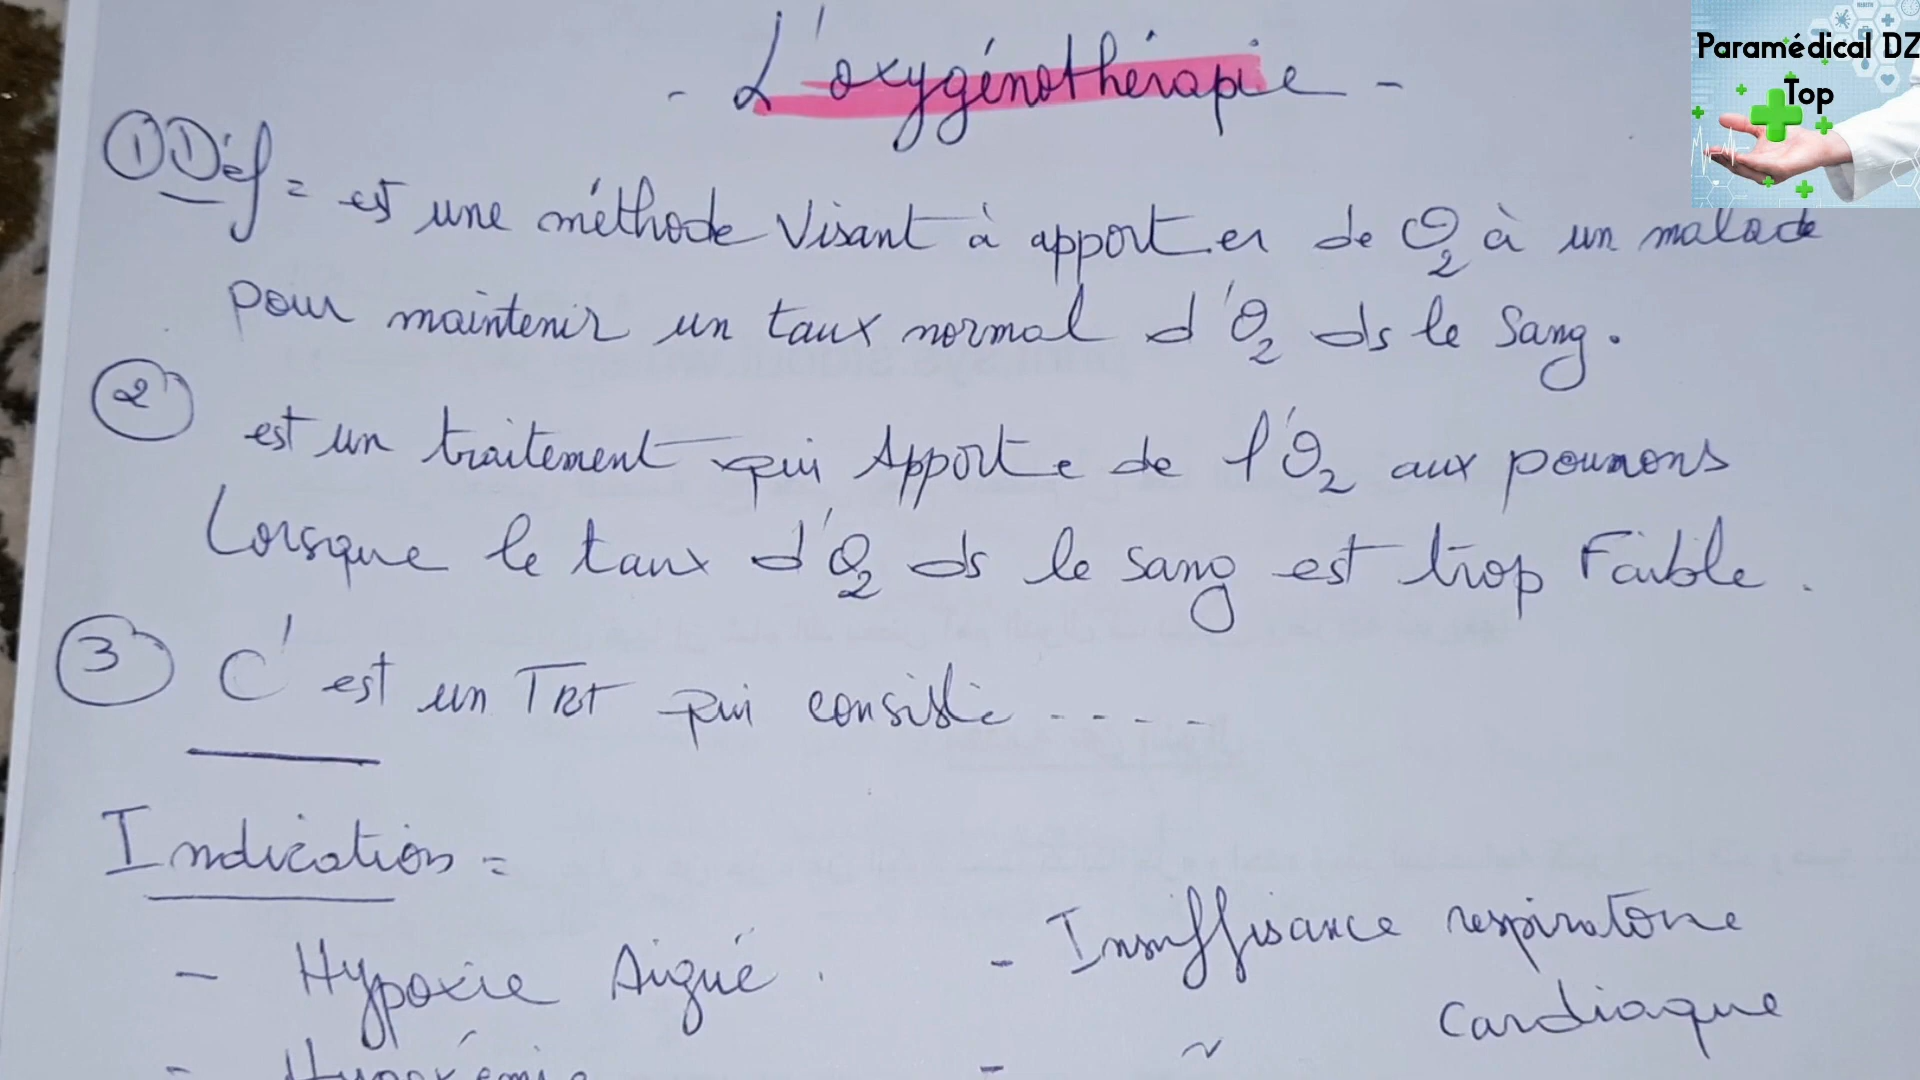 - L'oxygénothérapie -
Paramédical DZ
Top
① Déf = est une méthode visant à apporter de O₂ à un malade
pour maintenir un taux normal d'O₂ ds le sang.
② est un traitement qui Apporte de l'O₂ aux poumons
Lorsque le taux d'O₂ ds le sang est trop Faible.
③ C'est un TRT qui consiste ....
Indication =
- Hypoxie Aigué. - Insuffisance respiratoire
- - " cardiaque